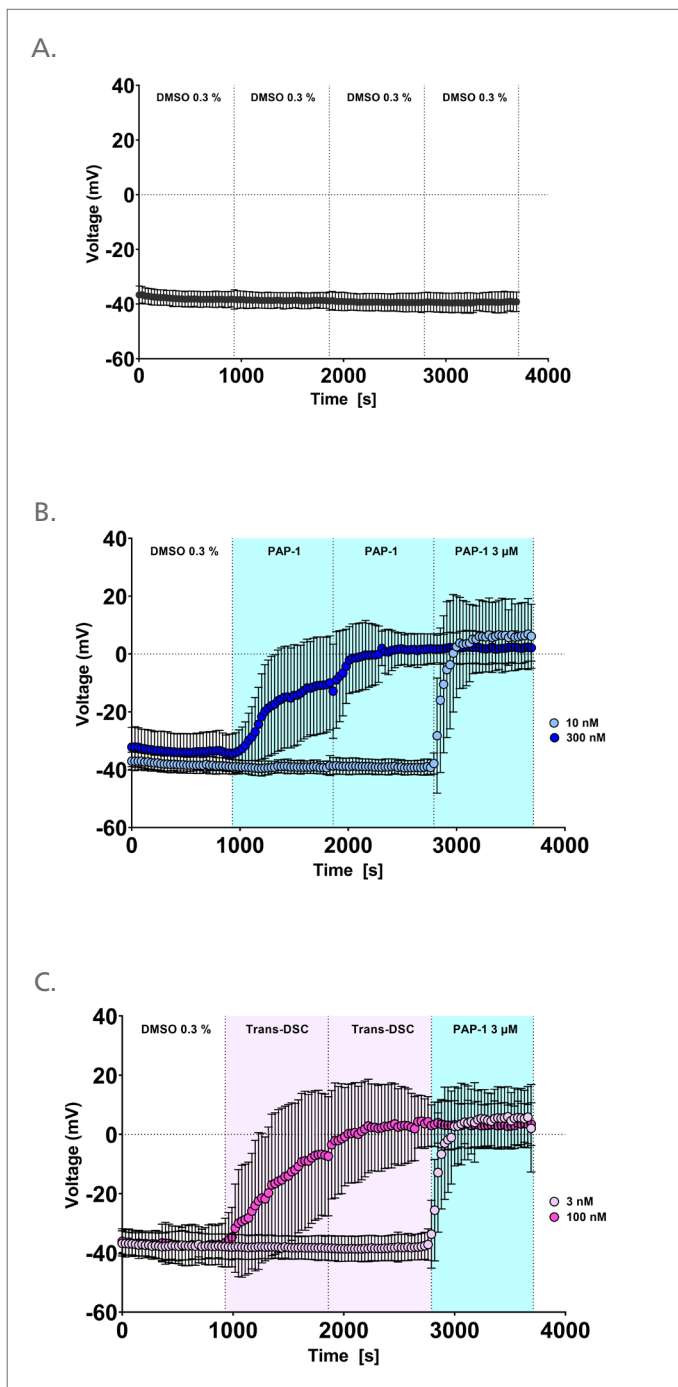 A.
DMSO 0.3 % DMSO 0.3 % DMSO 0.3 % DMSO 0.3 %
40
20
0
-20
-40
-60
Voltage (mV)
0 1000 2000 3000 4000
Time [s]
B.
DMSO 0.3 % PAP-1 PAP-1 PAP-1 3 µM
40
20
0
-20
-40
-60
Voltage (mV)
10 nM
300 nM
0 1000 2000 3000 4000
Time [s]
C.
DMSO 0.3 % Trans-DSC Trans-DSC PAP-1 3 µM
40
20
0
-20
-40
-60
Voltage (mV)
3 nM
100 nM
0 1000 2000 3000 4000
Time [s]